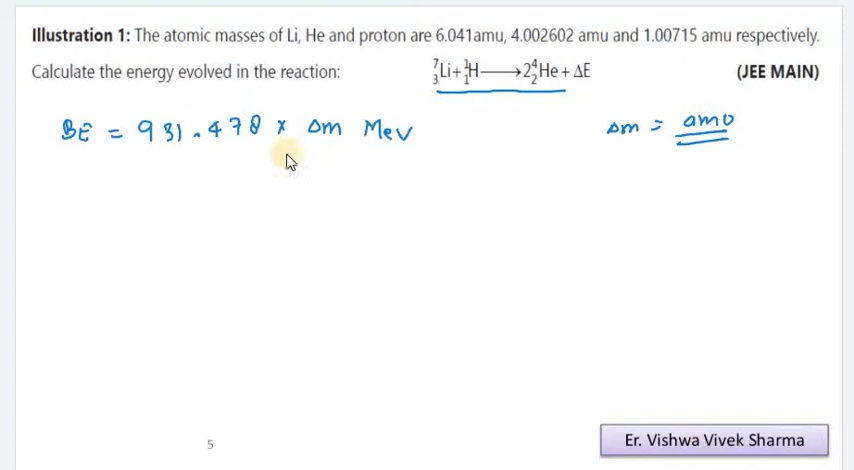 Illustration 1: The atomic masses of Li, He and proton are 6.041amu, 4.002602 amu and 1.00715 amu respectively.
Calculate the energy evolved in the reaction: ⁷₃Li+¹₁H⟶2⁴₂He+ΔE (JEE MAIN)
BE = 931.478 x Δm Mev Δm = amu
5
Er. Vishwa Vivek Sharma